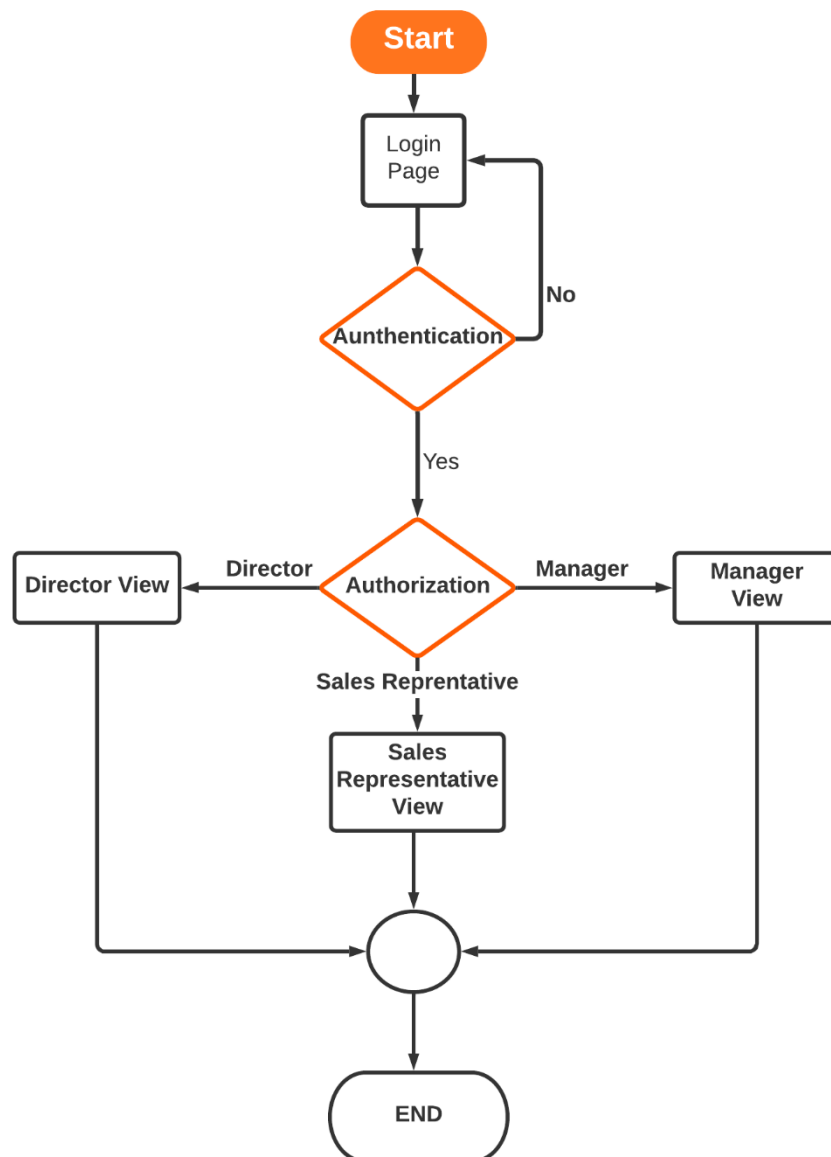 Start
Login
Page
No
Aunthentication
Yes
Director
Manager
Director View
Authorization
Manager
View
Sales Reprentative
Sales
Representative
View
END